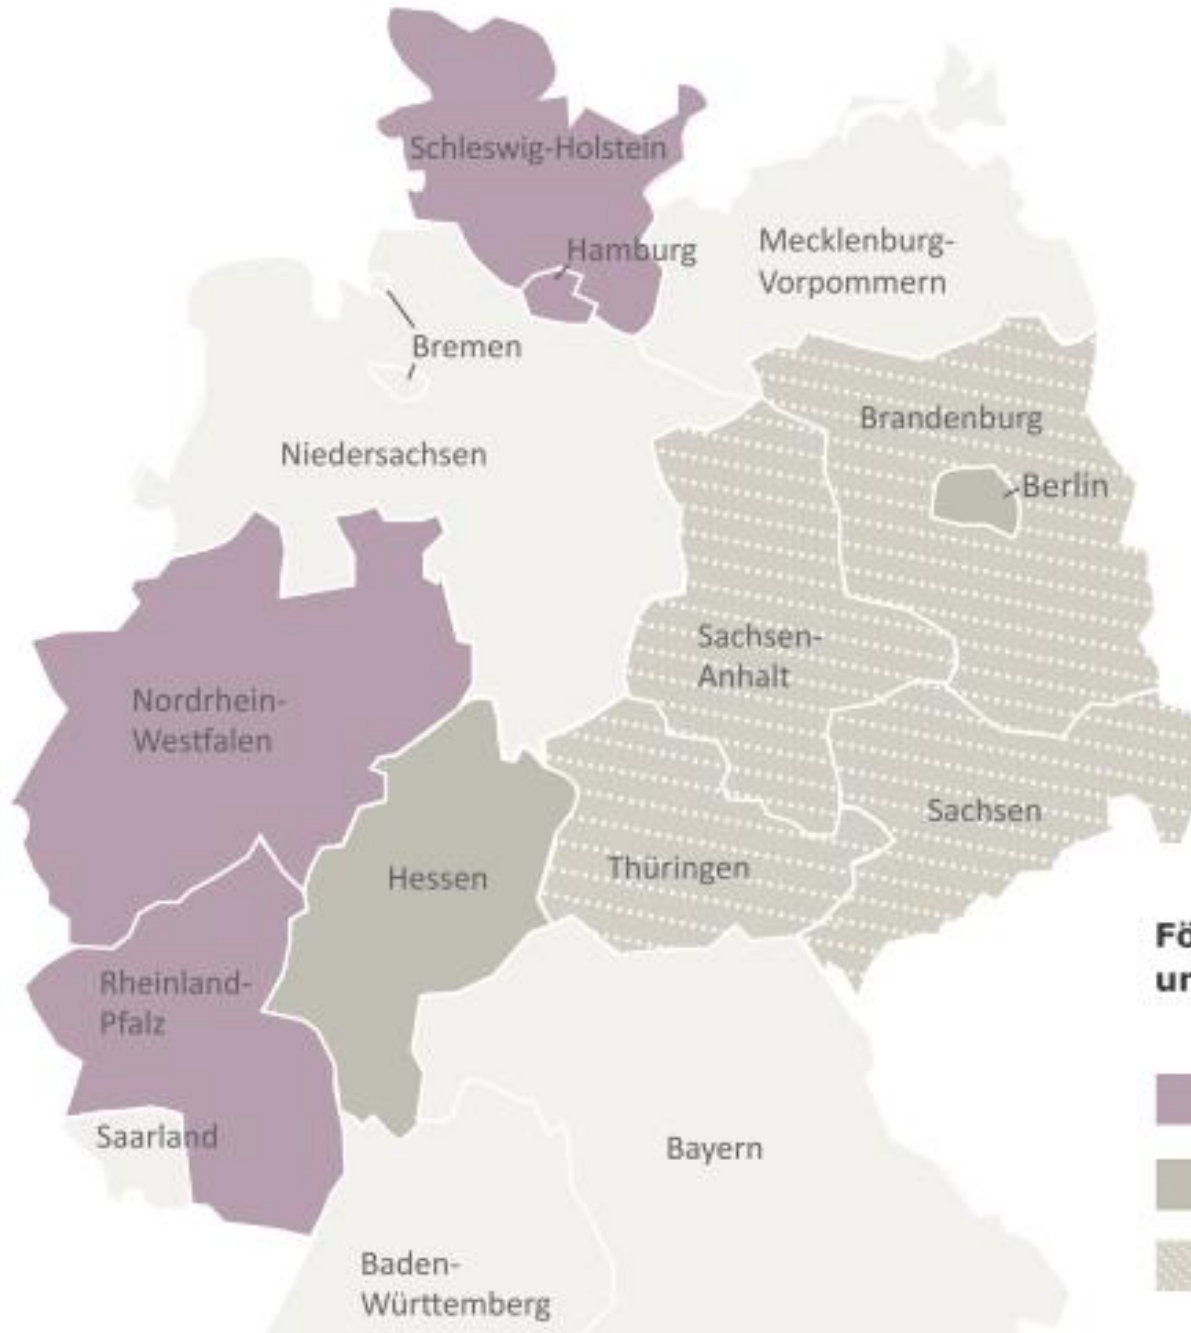 Schleswig-Holstein
Hamburg
Mecklenburg-
Vorpommern
Bremen
Brandenburg
Niedersachsen
Berlin
Sachsen-
Anhalt
Nordrhein-
Westfalen
Sachsen
Thüringen
Hessen
Rheinland-
Pfalz
Saarland
Bayern
Baden-
Württemberg